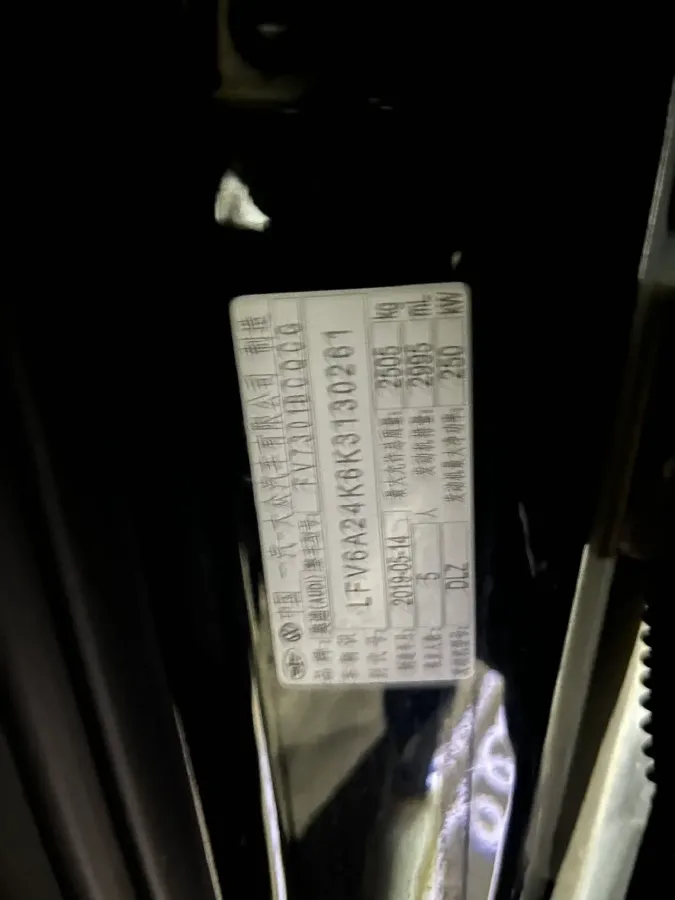 中国 一汽-大众汽车有限公司 制造
品牌: 奥迪(AUDI) 整车型号: FV7301BDDDG
车辆识别代号: LFV6A24K6K3130261
制造年月: 2019-05-14 最大允许总质量: 2505 kg
乘坐人数: 5 人 发动机排量: 2995 mL
发动机型号: DLZ 发动机最大净功率: 250 kW